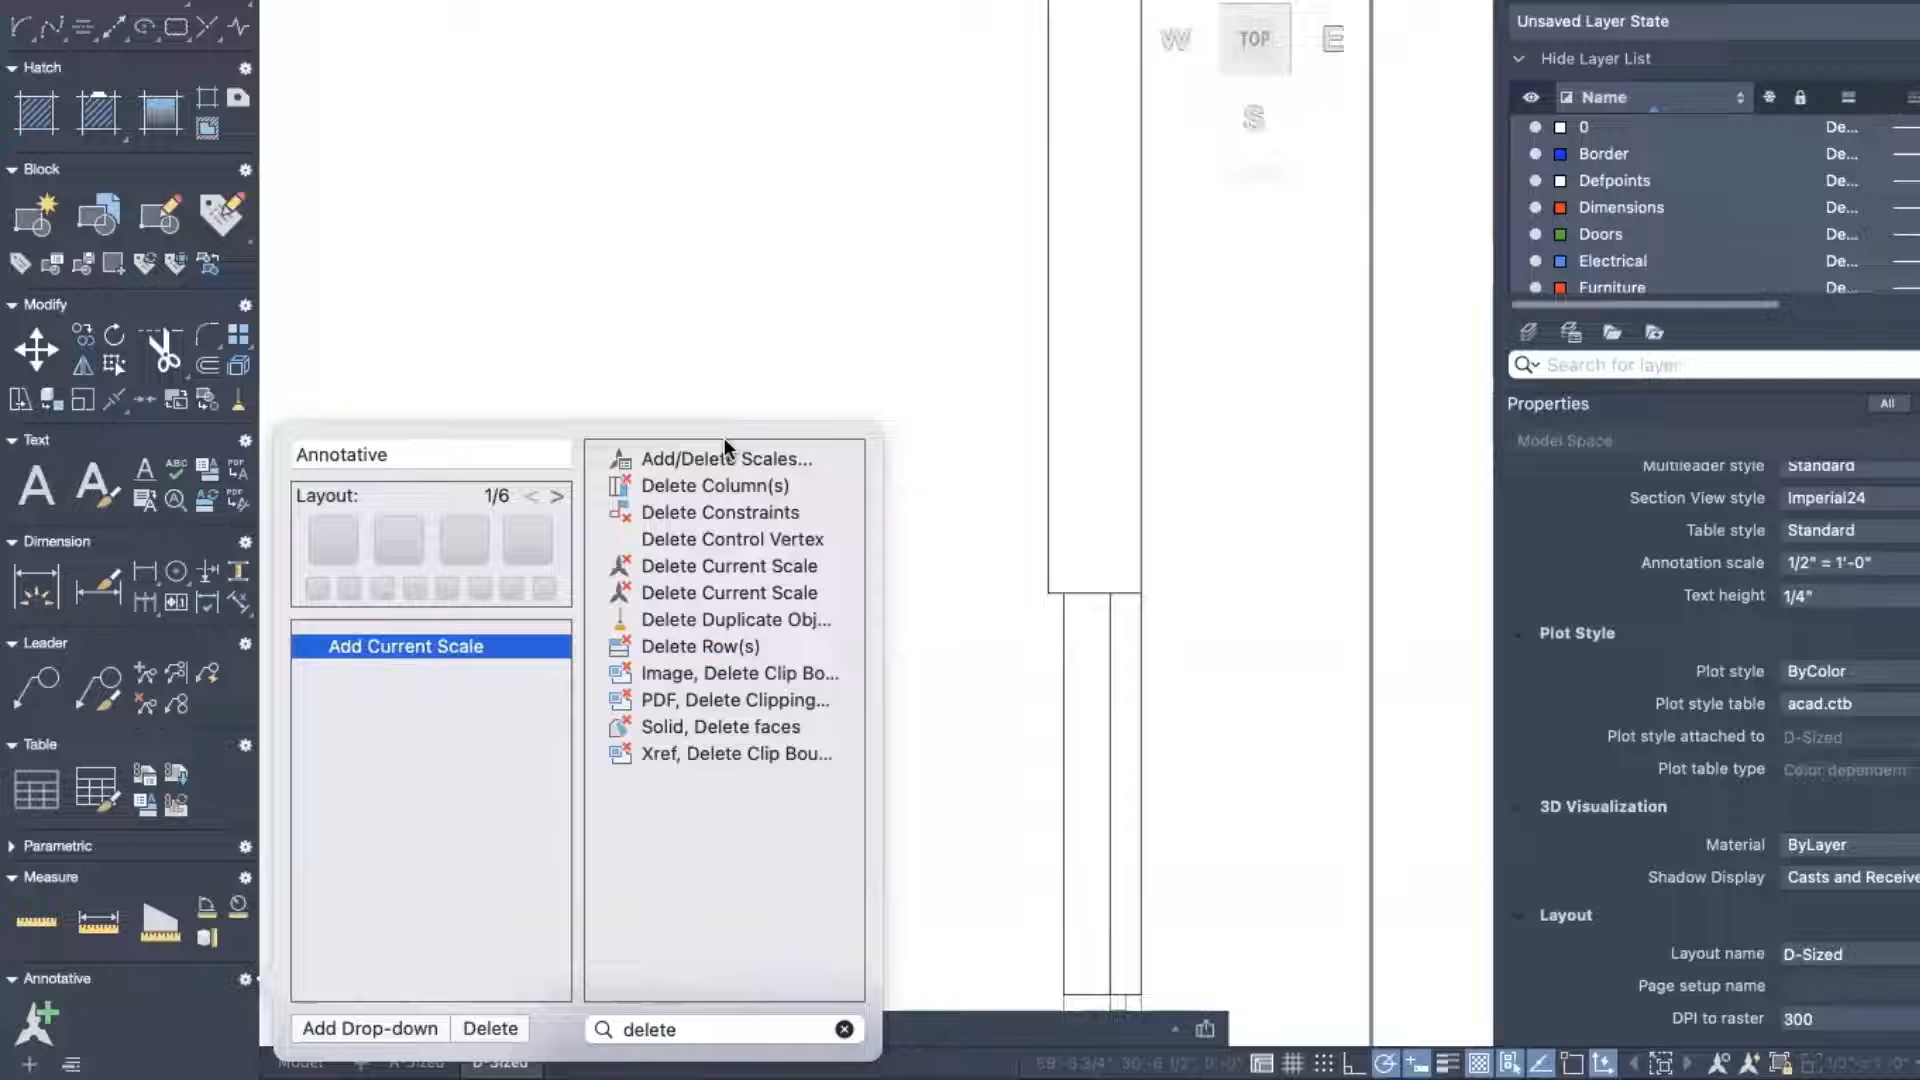 Hatch
Block
Modify
Text
Dimension
Leader
Table
Parametric
Measure
Annotative
Annotative
Layout: 1/6 < >
Add Current Scale
Add Drop-down
Delete
Add/Delete Scales...
Delete Column(s)
Delete Constraints
Delete Control Vertex
Delete Current Scale
Delete Current Scale
Delete Duplicate Obj...
Delete Row(s)
Image, Delete Clip Bo...
PDF, Delete Clipping...
Solid, Delete faces
Xref, Delete Clip Bou...
delete
W TOP E
S
Unsaved Layer State
Hide Layer List
Name
0 De...
Border De...
Defpoints De...
Dimensions De...
Doors De...
Electrical De...
Furniture De...
Search for layer
Properties All
Model Space
Multileader style Standard
Section View style Imperial24
Table style Standard
Annotation scale 1/2" = 1'-0"
Text height 1/4"
Plot Style
Plot style ByColor
Plot style table acad.ctb
Plot style attached to D-Sized
Plot table type Color dependent
3D Visualization
Material ByLayer
Shadow Display Casts and Receive
Layout
Layout name D-Sized
Page setup name
DPI to raster 300
Model A-Sized D-Sized